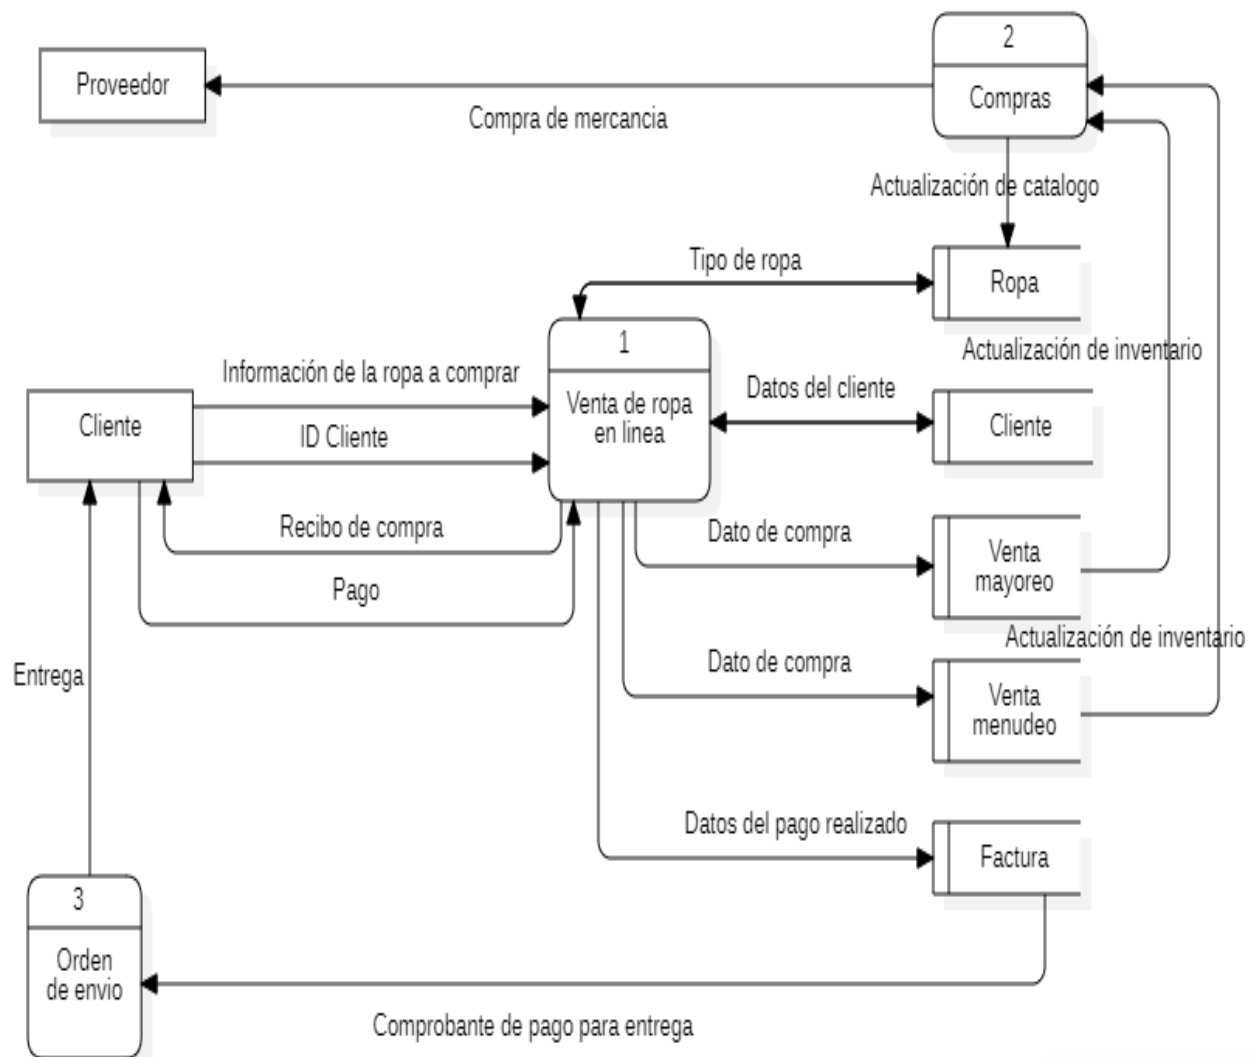 2
Proveedor
Compras
Compra de mercancia
Actualización de catalogo
Tipo de ropa
Ropa
1
Actualización de inventario
Información de la ropa a comprar
Datos del cliente
Venta de ropa
en linea
Cliente
ID Cliente
Cliente
Recibo de compra
Dato de compra
Venta
mayoreo
Pago
Actualización de inventario
Entrega
Dato de compra
Venta
menudeo
Datos del pago realizado
Factura
3
Orden
de envio
Comprobante de pago para entrega